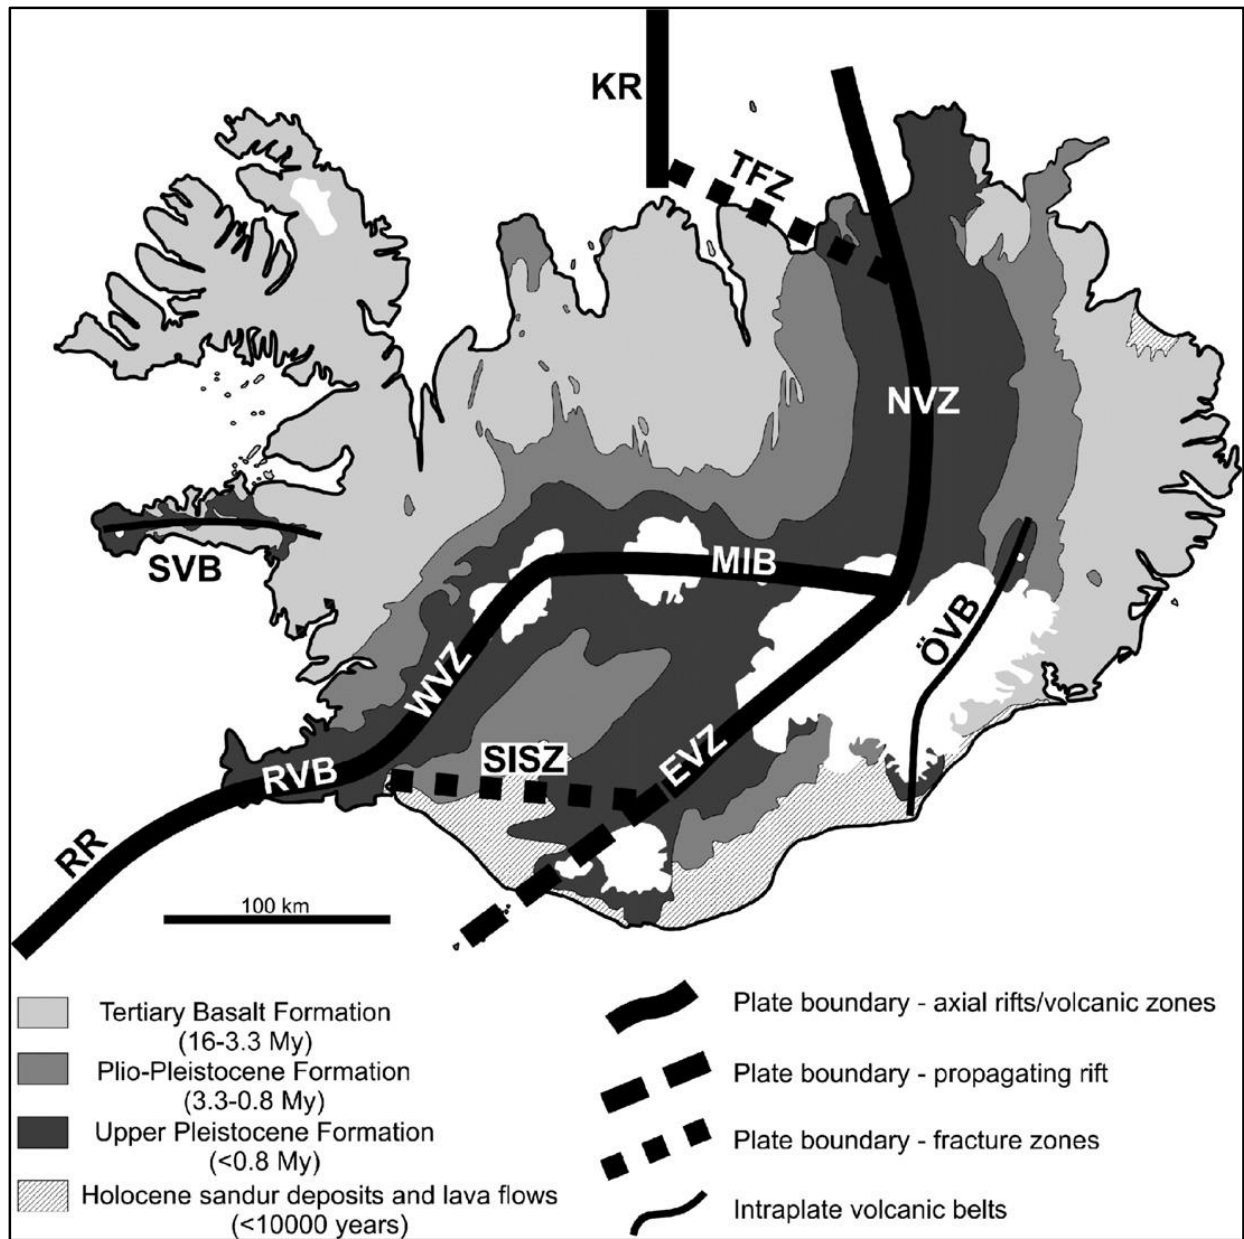 KR
TFZ
NVZ
SVB
MIB
ÖVB
WVZ
SISZ
EVZ
RVB
RR
100 km
Tertiary Basalt Formation
(16-3.3 My)
Plio-Pleistocene Formation
(3.3-0.8 My)
Upper Pleistocene Formation
(<0.8 My)
Holocene sandur deposits and lava flows
(<10000 years)
Plate boundary - axial rifts/volcanic zones
Plate boundary - propagating rift
Plate boundary - fracture zones
Intraplate volcanic belts